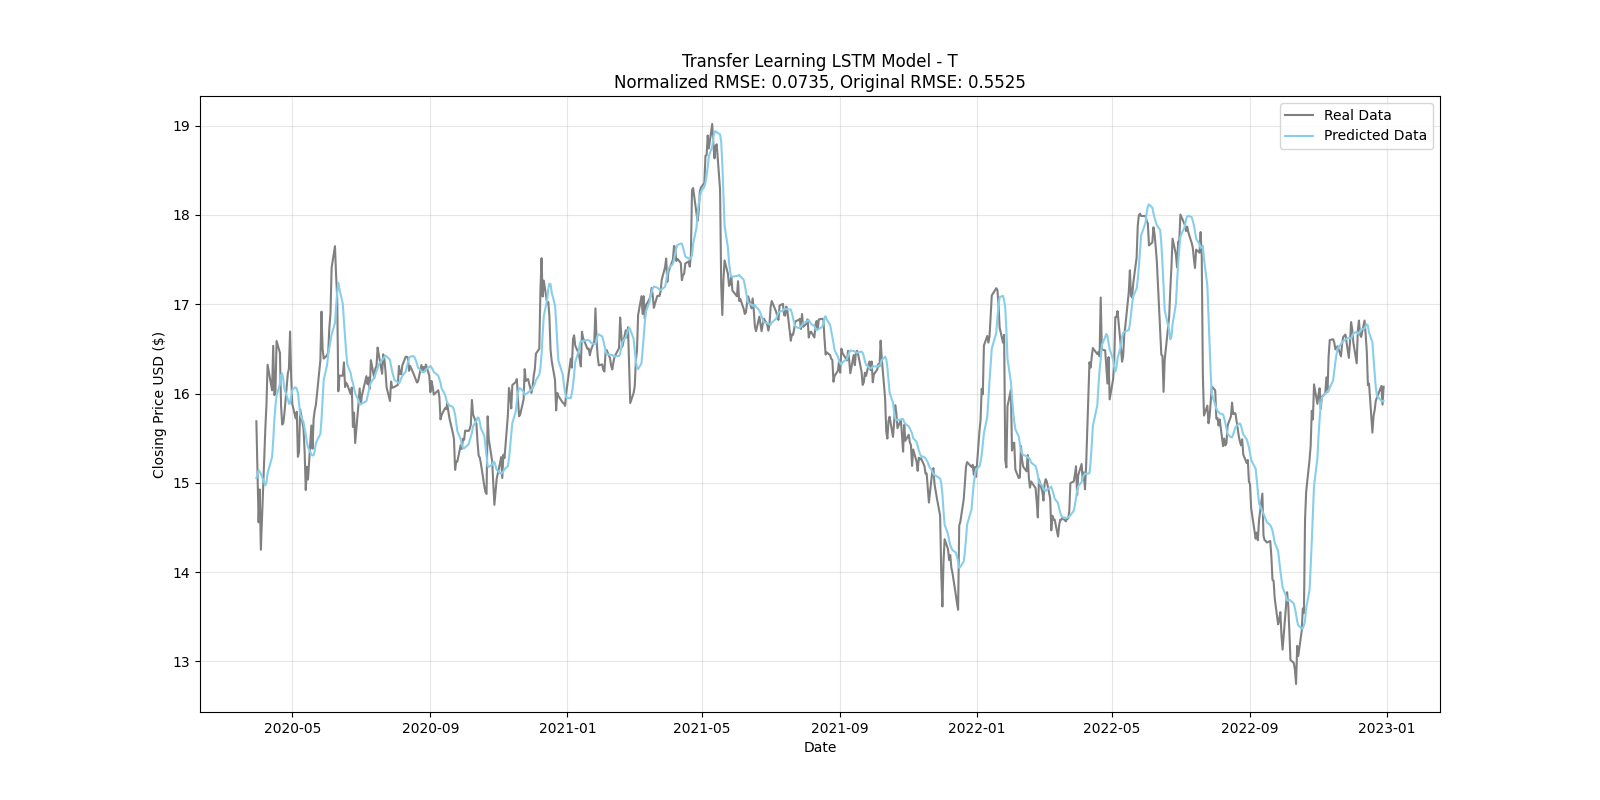 Transfer Learning LSTM Model - T
Normalized RMSE: 0.0735, Original RMSE: 0.5525
Real Data
Predicted Data
Closing Price USD ($)
19
18
17
16
15
14
13
2020-05
2020-09
2021-01
2021-05
2021-09
2022-01
2022-05
2022-09
2023-01
Date